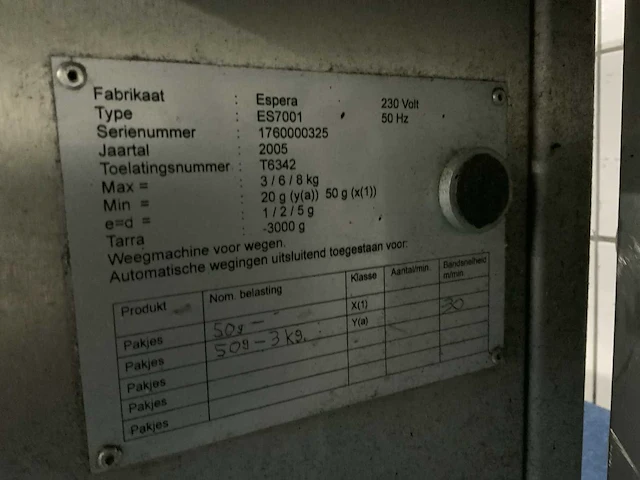 Fabrikaat : Espera 230 Volt
Type : ES7001 50 Hz
Serienummer : 1760000325
Jaartal : 2005
Toelatingsnummer : T6342
Max = : 3 / 6 / 8 kg
Min = : 20 g (y(a)) 50 g (x(1))
e=d = : 1 / 2 / 5 g
Tarra : -3000 g
Weegmachine voor wegen.
Automatische wegingen uitsluitend toegestaan voor:
Produkt Nom. belasting Klasse Aantal/min. Bandsnelheid m/min.
Pakjes 50g – X(1) 30
Pakjes 50g – 3 kg. Y(a)
Pakjes
Pakjes
Pakjes